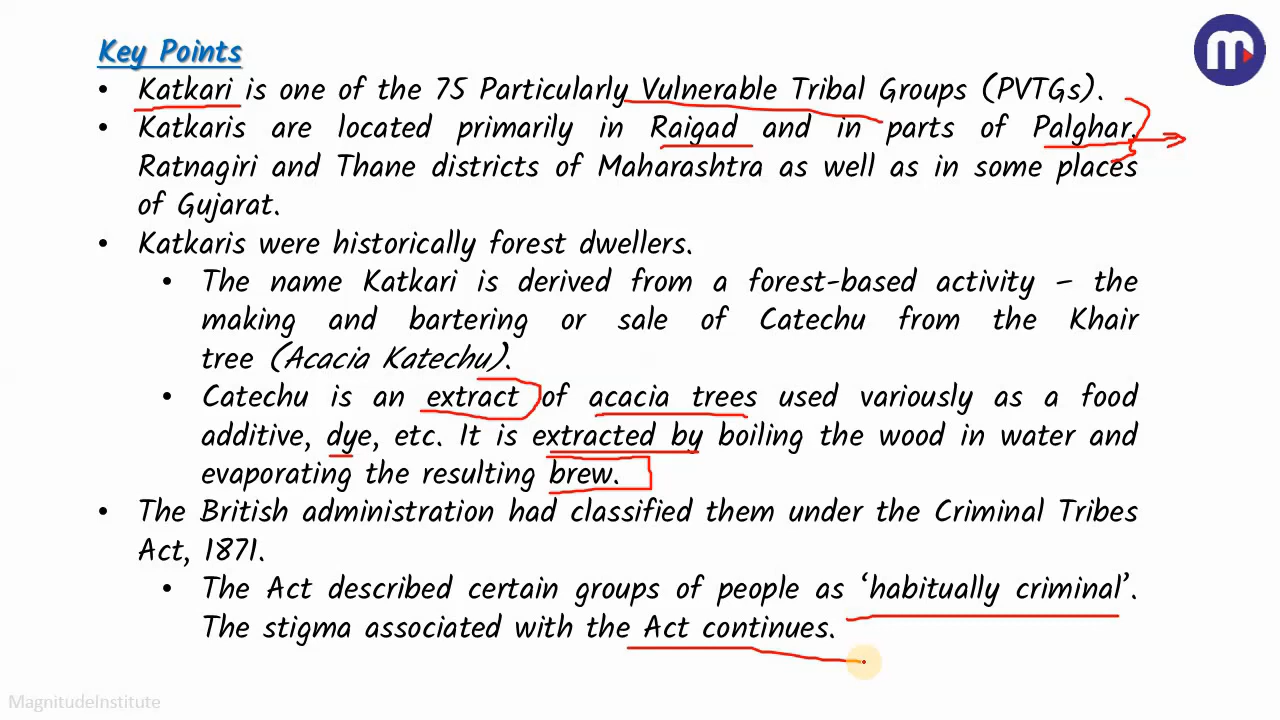 Key Points
• Katkari is one of the 75 Particularly Vulnerable Tribal Groups (PVTGs).
• Katkaris are located primarily in Raigad and in parts of Palghar,
Ratnagiri and Thane districts of Maharashtra as well as in some places
of Gujarat.
• Katkaris were historically forest dwellers.
• The name Katkari is derived from a forest-based activity – the
making and bartering or sale of Catechu from the Khair
tree (Acacia Katechu).
• Catechu is an extract of acacia trees used variously as a food
additive, dye, etc. It is extracted by boiling the wood in water and
evaporating the resulting brew.
• The British administration had classified them under the Criminal Tribes
Act, 1871.
• The Act described certain groups of people as ‘habitually criminal’.
The stigma associated with the Act continues.
MagnitudeInstitute